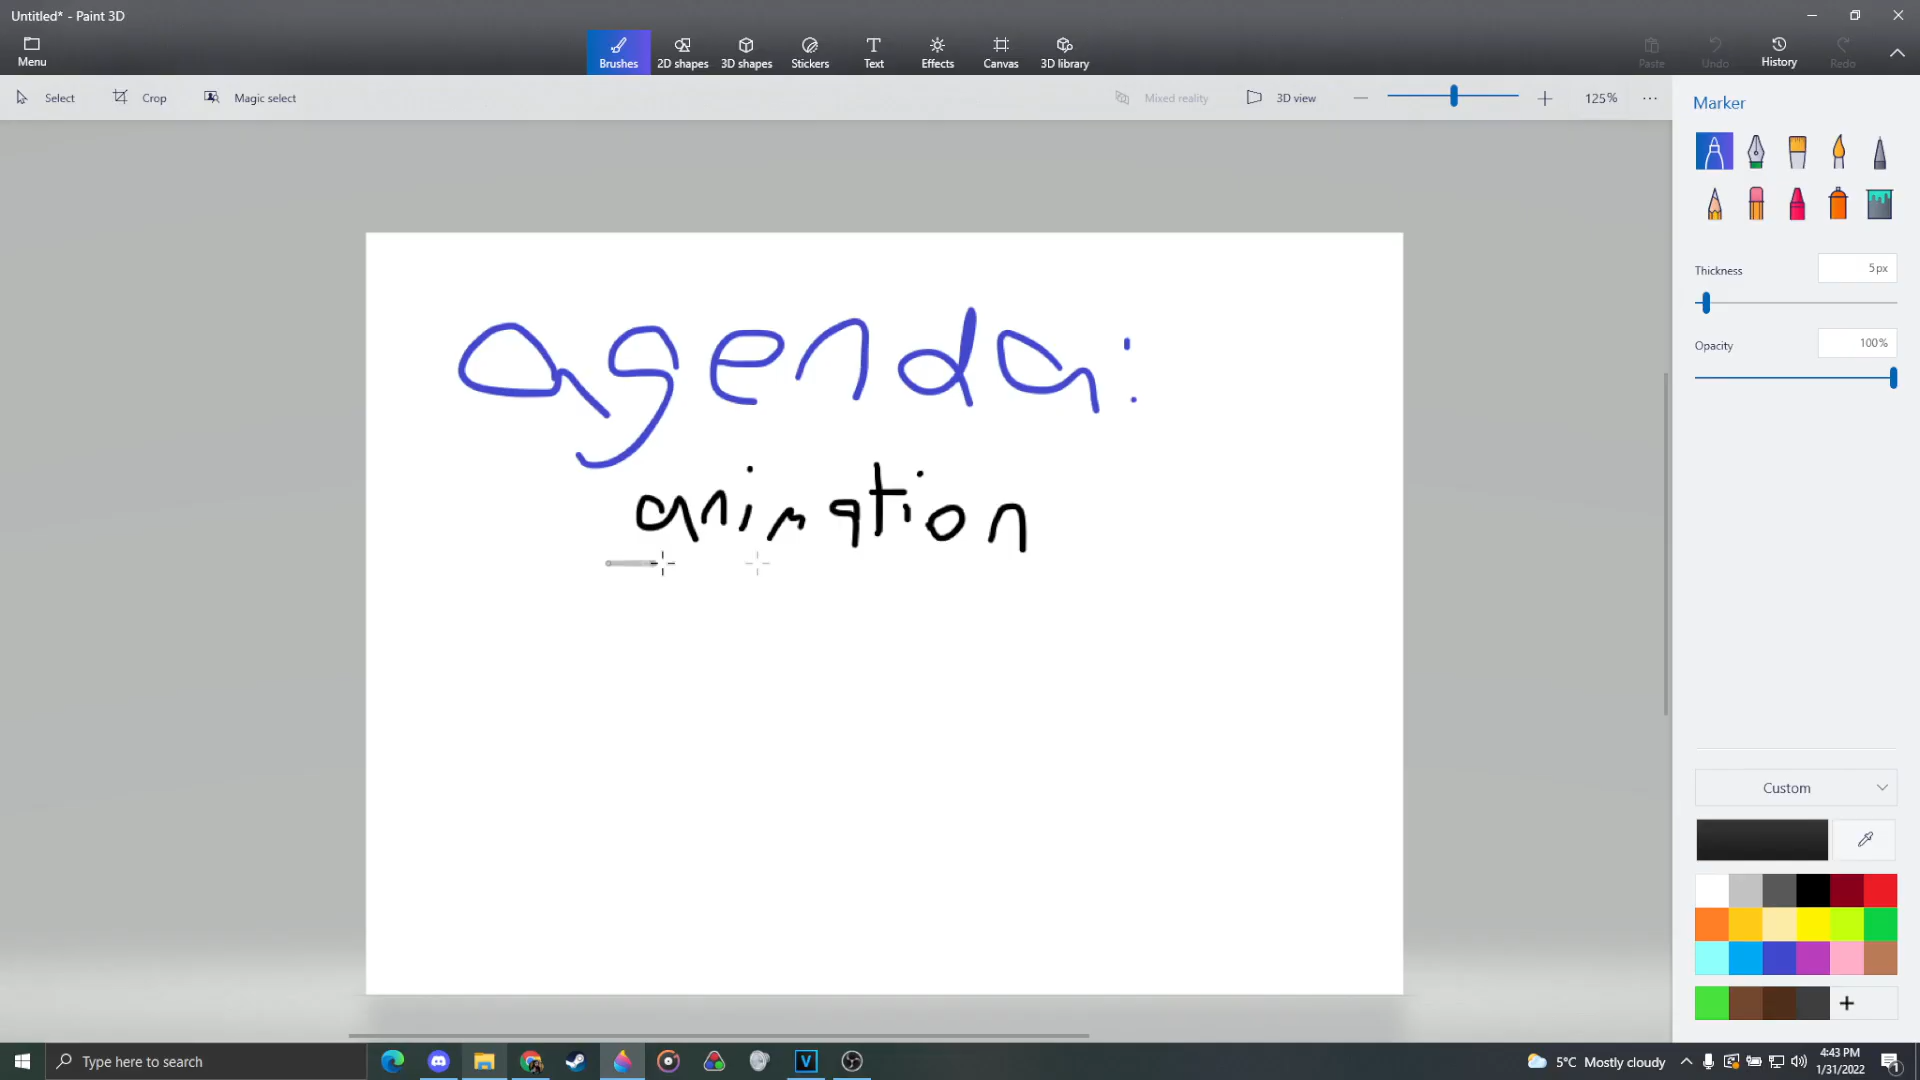 Untitled* - Paint 3D
Menu
Brushes 2D shapes 3D shapes Stickers Text Effects Canvas 3D library
Paste Undo History Redo
Select Crop Magic select
Mixed reality 3D view 125%
Marker
Thickness 5px
Opacity 100%
agenda:
animation
Custom
Type here to search
V
5°C Mostly cloudy
4:43 PM
1/31/2022
1